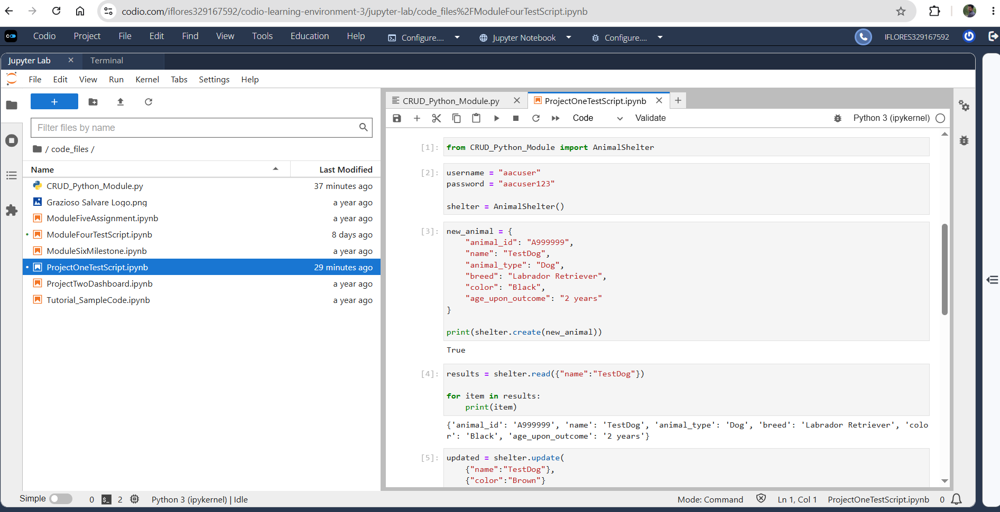 codio.com/iflores329167592/codio-learning-environment-3/jupyter-lab/code_files%2FModuleFourTestScript.ipynb
Codio Project File Edit Find View Tools Education Help Configure.... Jupyter Notebook Configure.... IFLORES329167592
Jupyter Lab Terminal
File Edit View Run Kernel Tabs Settings Help
Filter files by name
/ code_files /
Name Last Modified
CRUD_Python_Module.py 37 minutes ago
Grazioso Salvare Logo.png a year ago
ModuleFiveAssignment.ipynb a year ago
ModuleFourTestScript.ipynb 8 days ago
ModuleSixMilestone.ipynb a year ago
ProjectOneTestScript.ipynb 29 minutes ago
ProjectTwoDashboard.ipynb a year ago
Tutorial_SampleCode.ipynb a year ago
CRUD_Python_Module.py ProjectOneTestScript.ipynb
Code Validate Python 3 (ipykernel)
[1]: from CRUD_Python_Module import AnimalShelter
[2]: username = "aacuser"
password = "aacuser123"
shelter = AnimalShelter()
[3]: new_animal = {
"animal_id": "A999999",
"name": "TestDog",
"animal_type": "Dog",
"breed": "Labrador Retriever",
"color": "Black",
"age_upon_outcome": "2 years"
}
print(shelter.create(new_animal))
True
[4]: results = shelter.read({"name":"TestDog"})
for item in results:
print(item)
{'animal_id': 'A999999', 'name': 'TestDog', 'animal_type': 'Dog', 'breed': 'Labrador Retriever', 'colo
r': 'Black', 'age_upon_outcome': '2 years'}
[5]: updated = shelter.update(
{"name":"TestDog"},
{"color":"Brown"}
Simple 0 $_ 2 Python 3 (ipykernel) | Idle Mode: Command Ln 1, Col 1 ProjectOneTestScript.ipynb 0